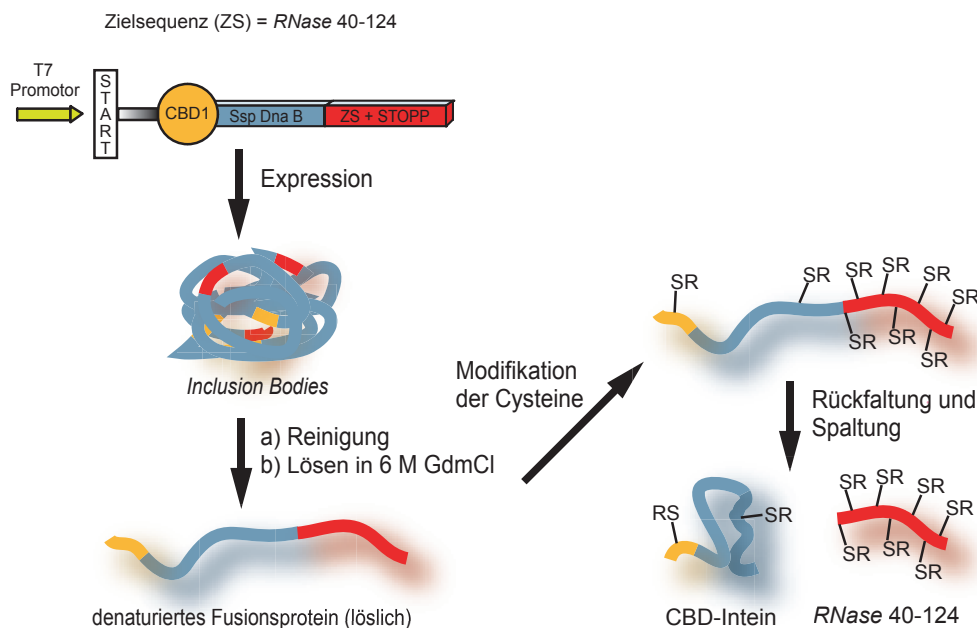 Zielsequenz (ZS) = RNase 40-124
T7
Promotor
START
CBD1
Ssp Dna B
ZS + STOPP
Expression
Inclusion Bodies
a) Reinigung
b) Lösen in 6 M GdmCl
denaturiertes Fusionsprotein (löslich)
Modifikation
der Cysteine
SR
SR
SR
SR
SR
SR
SR
SR
SR
SR
Rückfaltung und
Spaltung
RS
SR
CBD-Intein
SR
SR
SR
SR
SR
SR
SR
SR
RNase 40-124